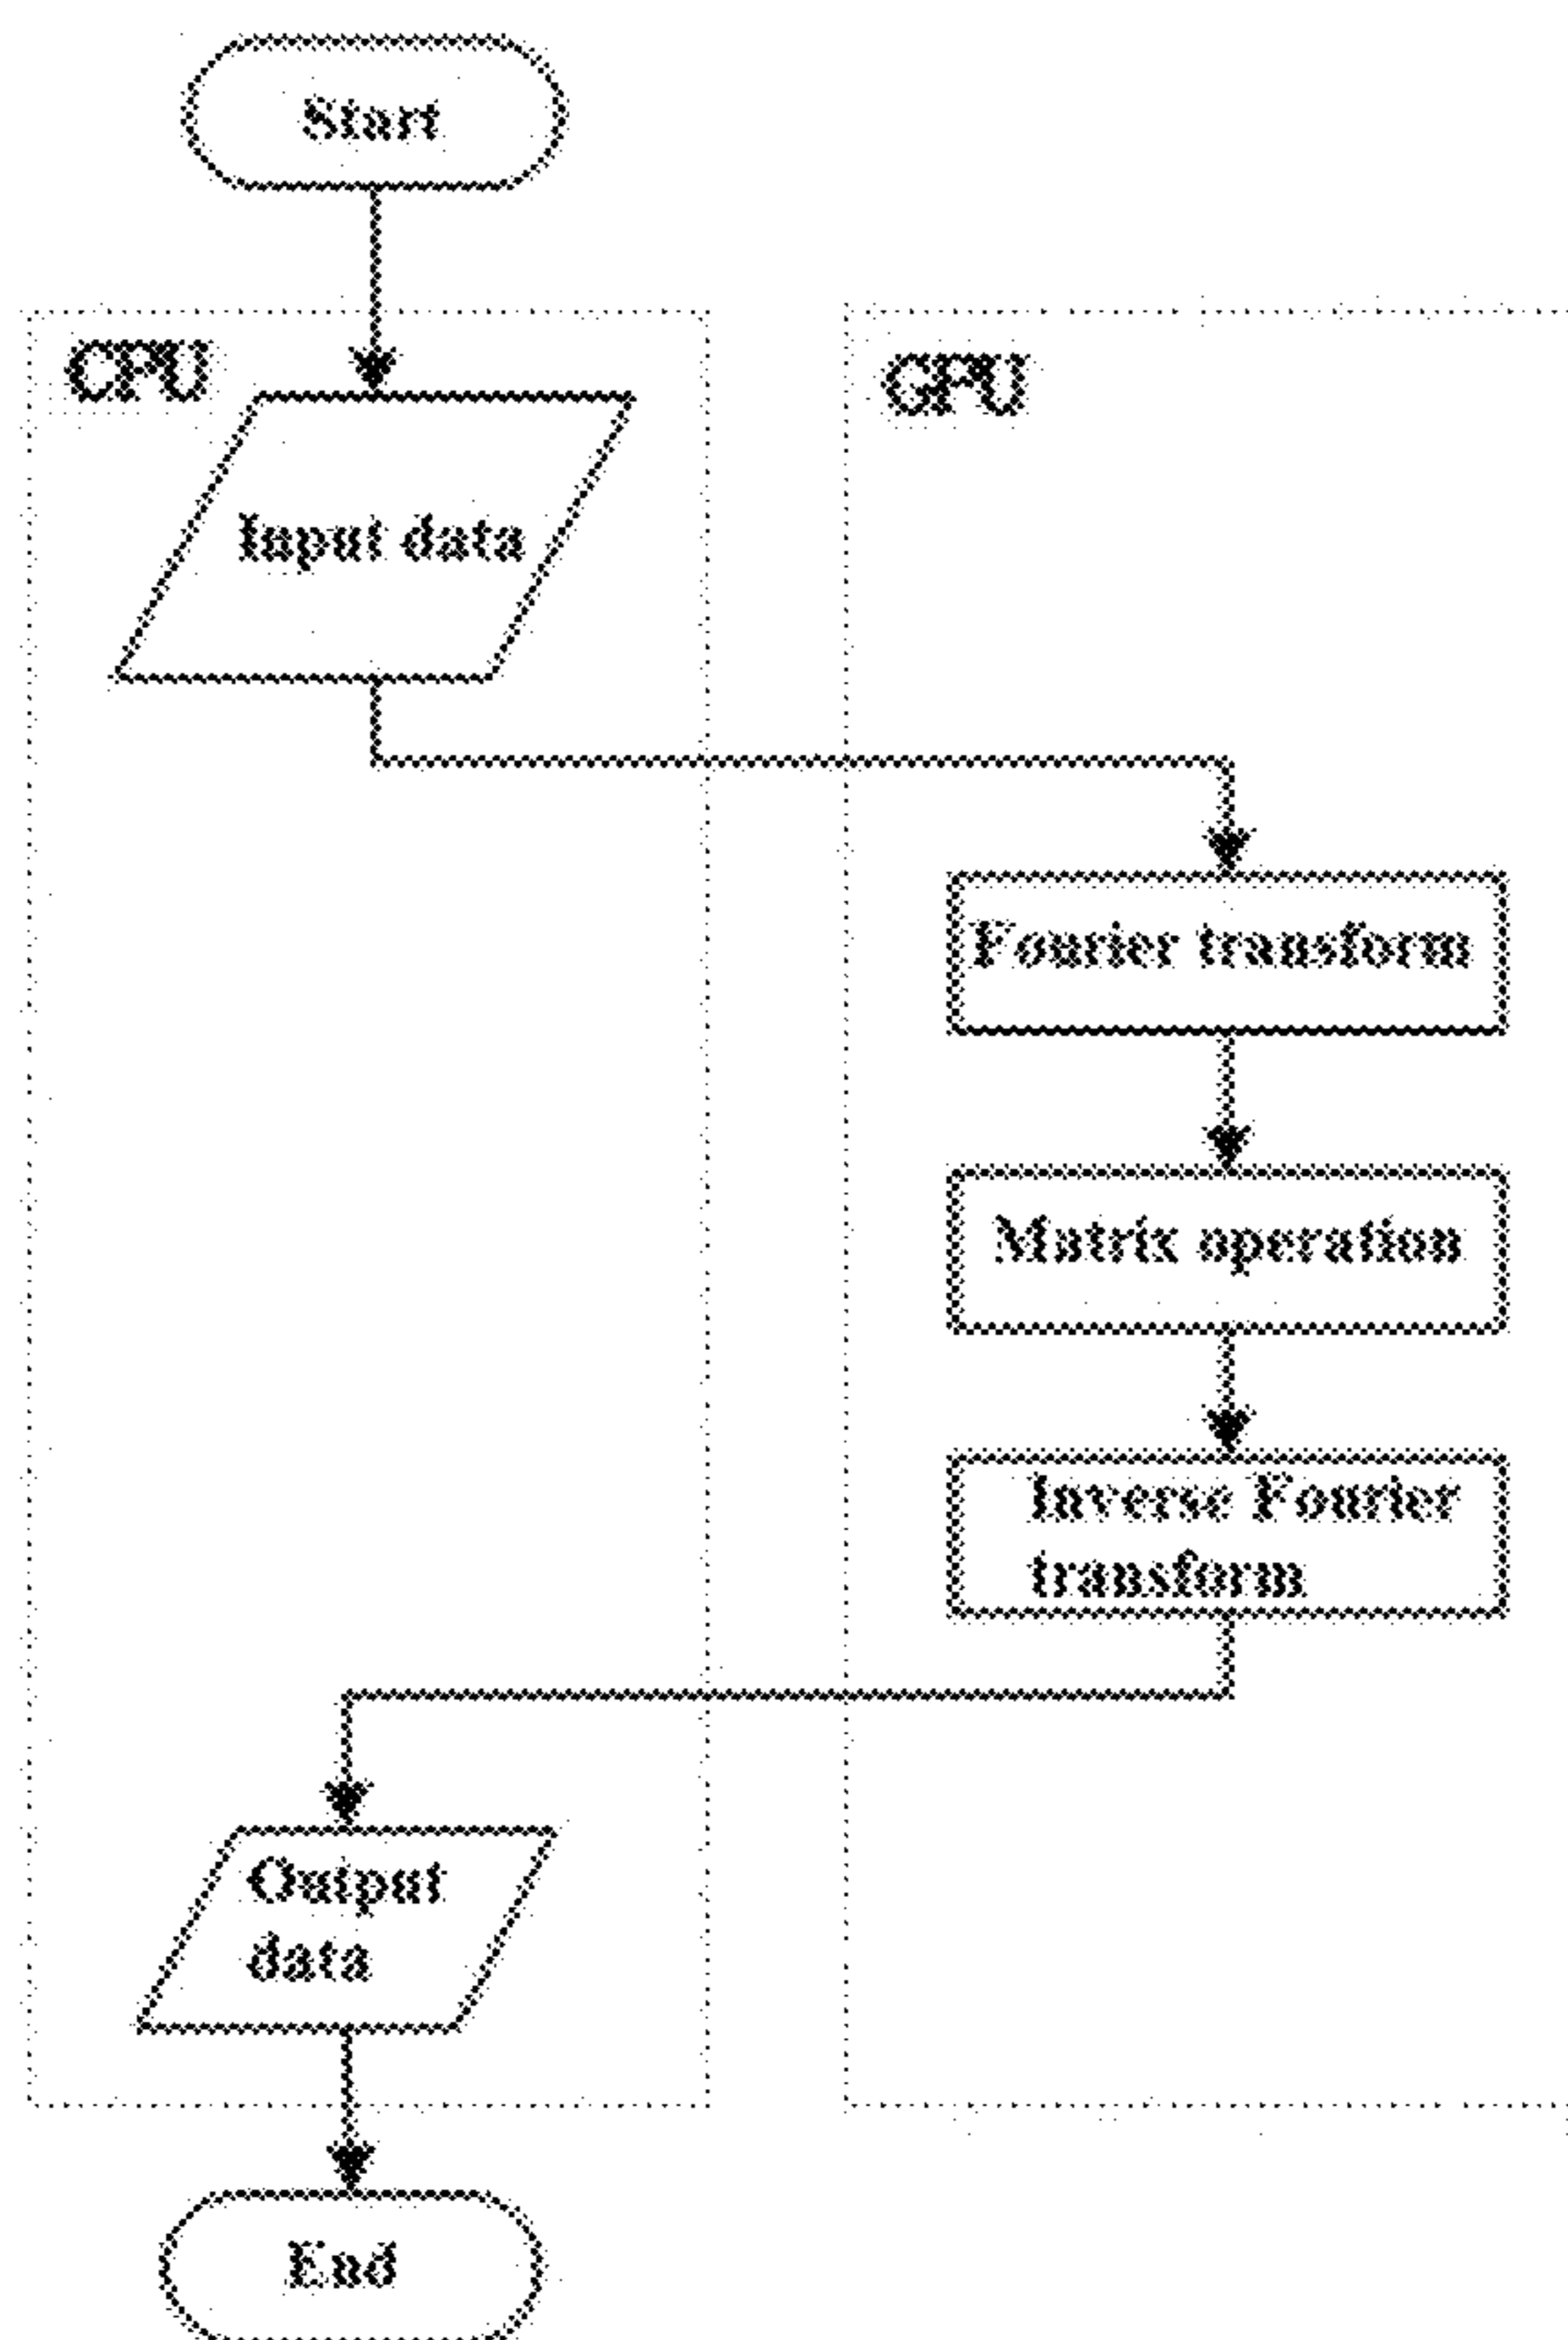 Start
CPU
GPU
Input data
Fourier transform
Matrix operation
Inverse Fourier
transform
Output
data
End